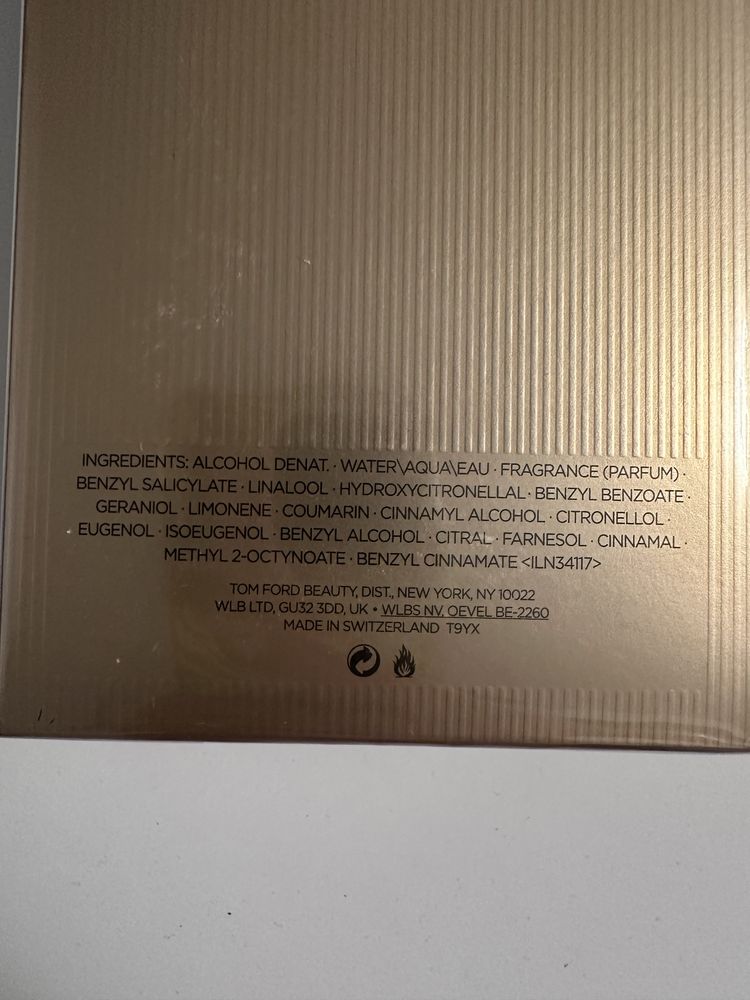 INGREDIENTS: ALCOHOL DENAT. · WATER\AQUA\EAU · FRAGRANCE (PARFUM) ·
BENZYL SALICYLATE · LINALOOL · HYDROXYCITRONELLAL · BENZYL BENZOATE ·
GERANIOL · LIMONENE · COUMARIN · CINNAMYL ALCOHOL · CITRONELLOL ·
EUGENOL · ISOEUGENOL · BENZYL ALCOHOL · CITRAL · FARNESOL · CINNAMAL ·
METHYL 2-OCTYNOATE · BENZYL CINNAMATE <ILN34117>
TOM FORD BEAUTY, DIST., NEW YORK, NY 10022
WLB LTD, GU32 3DD, UK • WLBS NV, OEVEL BE-2260
MADE IN SWITZERLAND T9YX